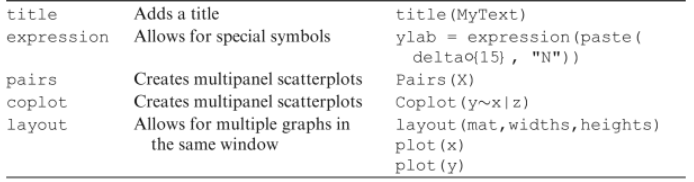 title Adds a title title(MyText)
expression Allows for special symbols ylab = expression(paste(
delta^{15}, "N"))
pairs Creates multipanel scatterplots Pairs(X)
coplot Creates multipanel scatterplots Coplot(y~x|z)
layout Allows for multiple graphs in layout(mat,widths,heights)
the same window plot(x)
plot(y)